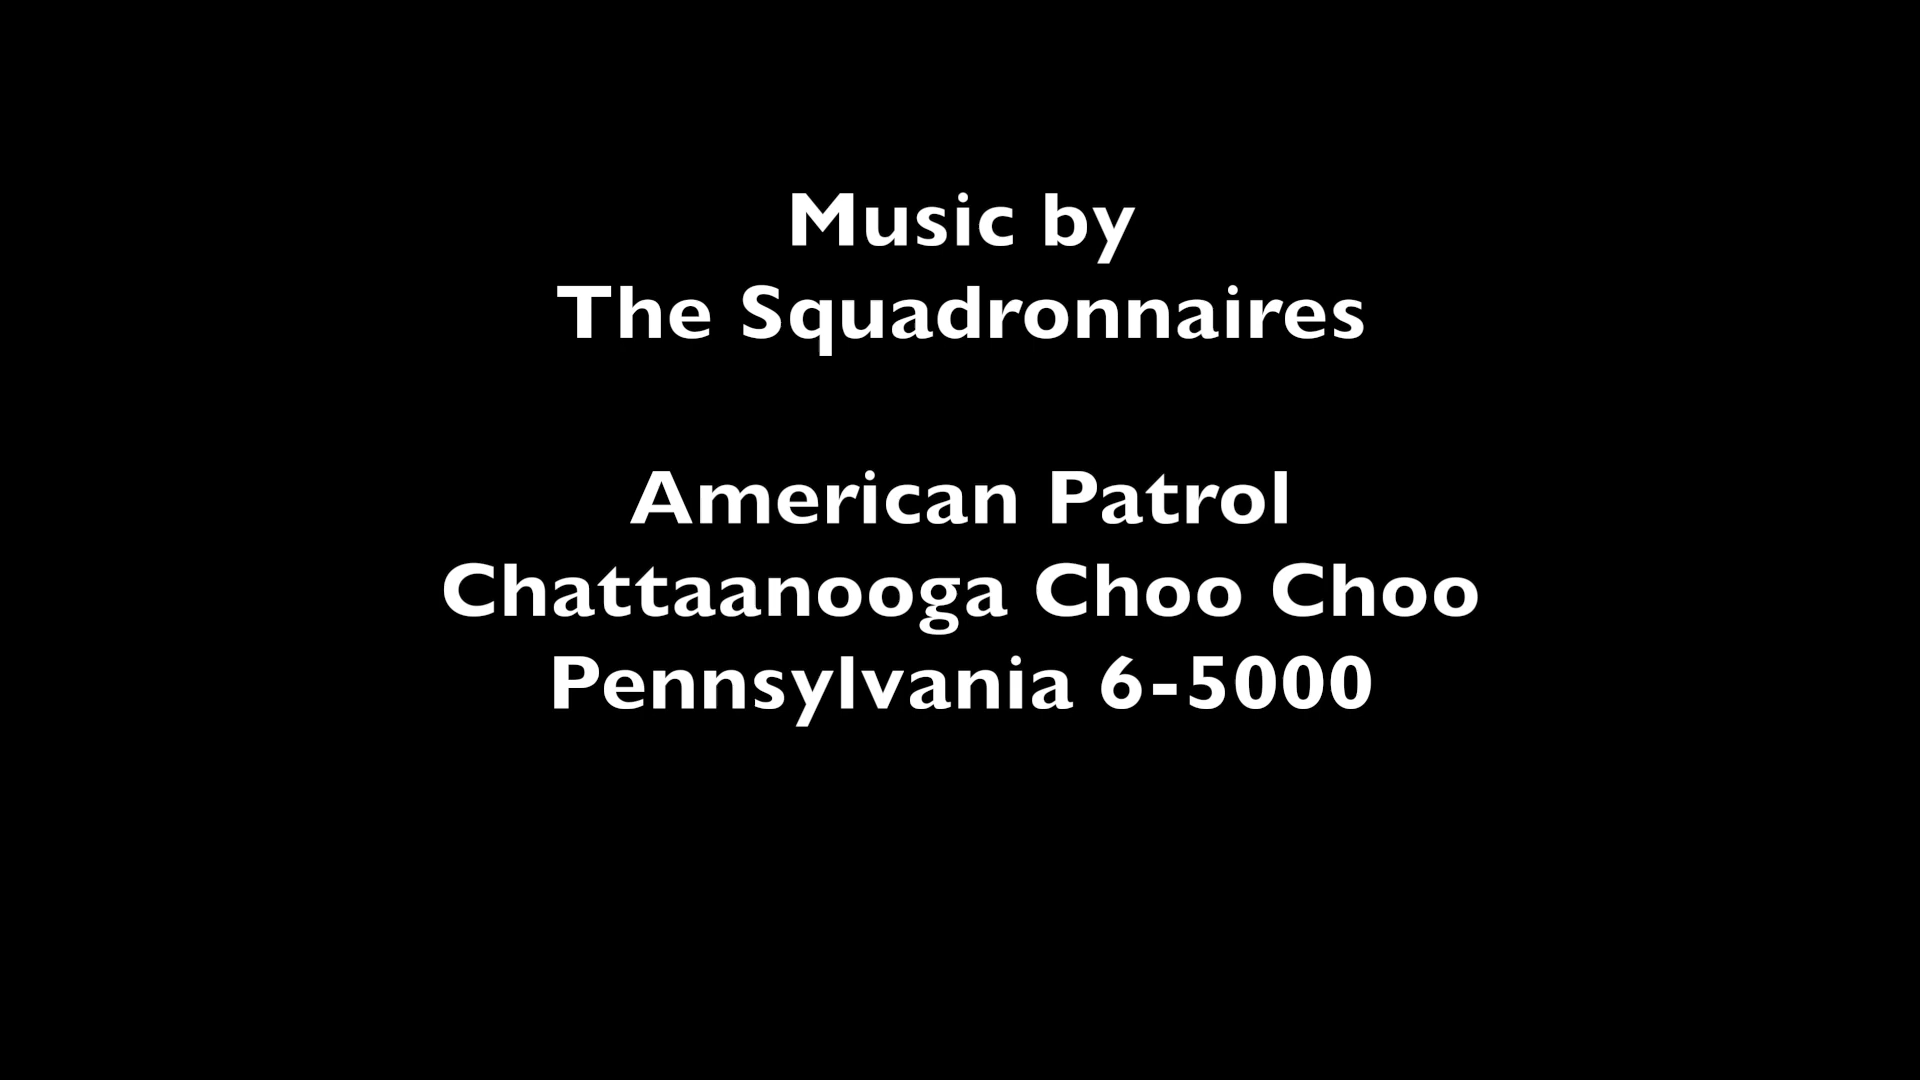 Music by
The Squadronnaires
American Patrol
Chattaanooga Choo Choo
Pennsylvania 6-5000